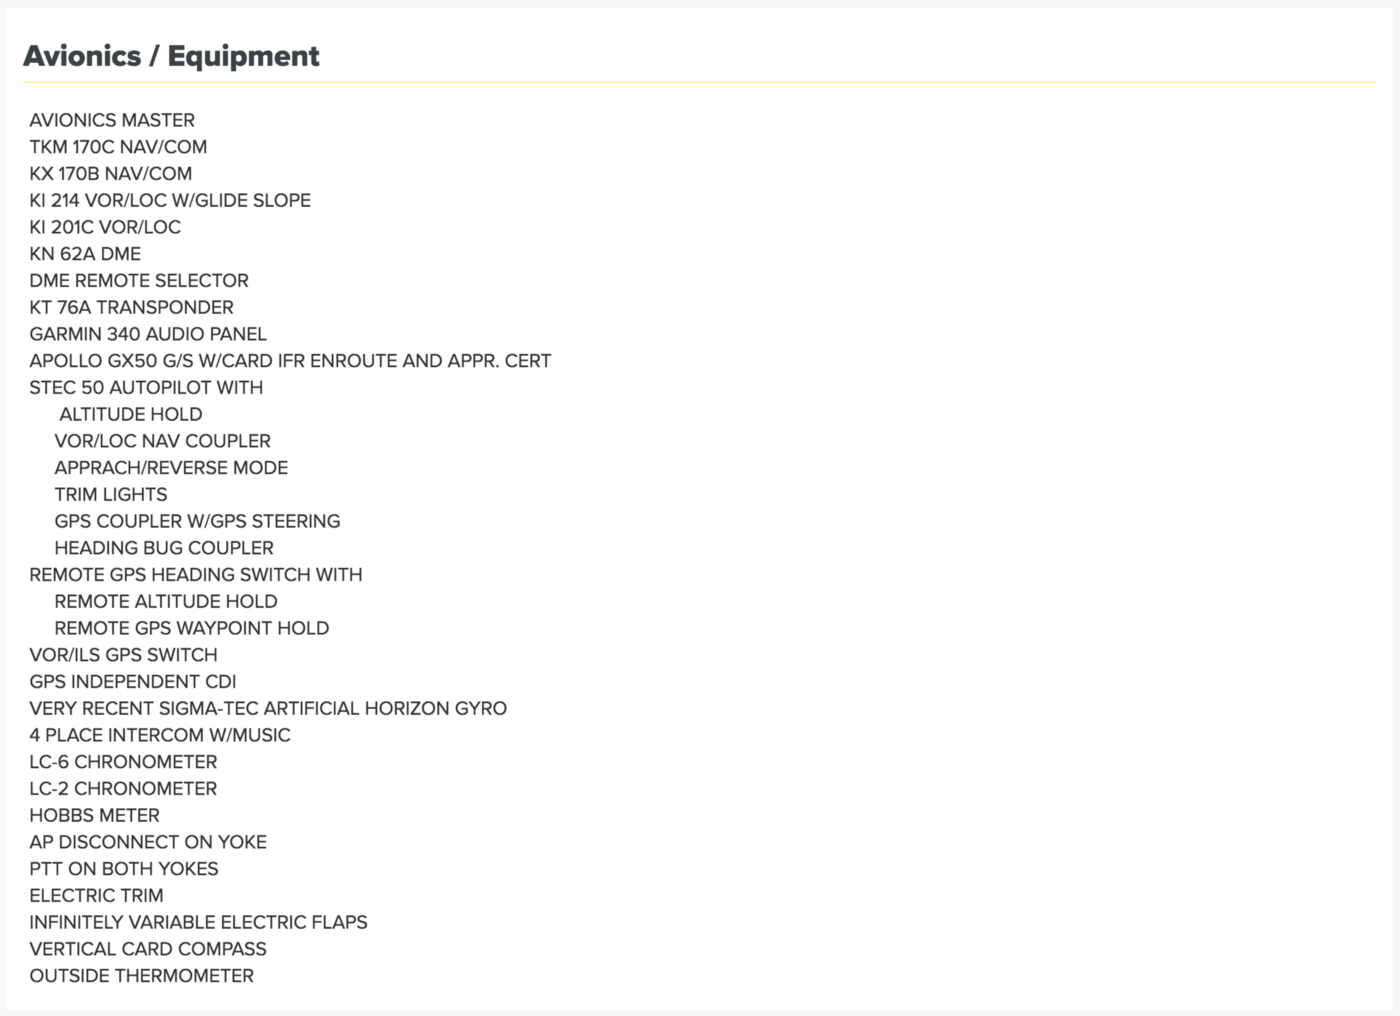 Avionics / Equipment
AVIONICS MASTER
TKM 170C NAV/COM
KX 170B NAV/COM
KI 214 VOR/LOC W/GLIDE SLOPE
KI 201C VOR/LOC
KN 62A DME
DME REMOTE SELECTOR
KT 76A TRANSPONDER
GARMIN 340 AUDIO PANEL
APOLLO GX50 G/S W/CARD IFR ENROUTE AND APPR. CERT
STEC 50 AUTOPILOT WITH
ALTITUDE HOLD
VOR/LOC NAV COUPLER
APPRACH/REVERSE MODE
TRIM LIGHTS
GPS COUPLER W/GPS STEERING
HEADING BUG COUPLER
REMOTE GPS HEADING SWITCH WITH
REMOTE ALTITUDE HOLD
REMOTE GPS WAYPOINT HOLD
VOR/ILS GPS SWITCH
GPS INDEPENDENT CDI
VERY RECENT SIGMA-TEC ARTIFICIAL HORIZON GYRO
4 PLACE INTERCOM W/MUSIC
LC-6 CHRONOMETER
LC-2 CHRONOMETER
HOBBS METER
AP DISCONNECT ON YOKE
PTT ON BOTH YOKES
ELECTRIC TRIM
INFINITELY VARIABLE ELECTRIC FLAPS
VERTICAL CARD COMPASS
OUTSIDE THERMOMETER